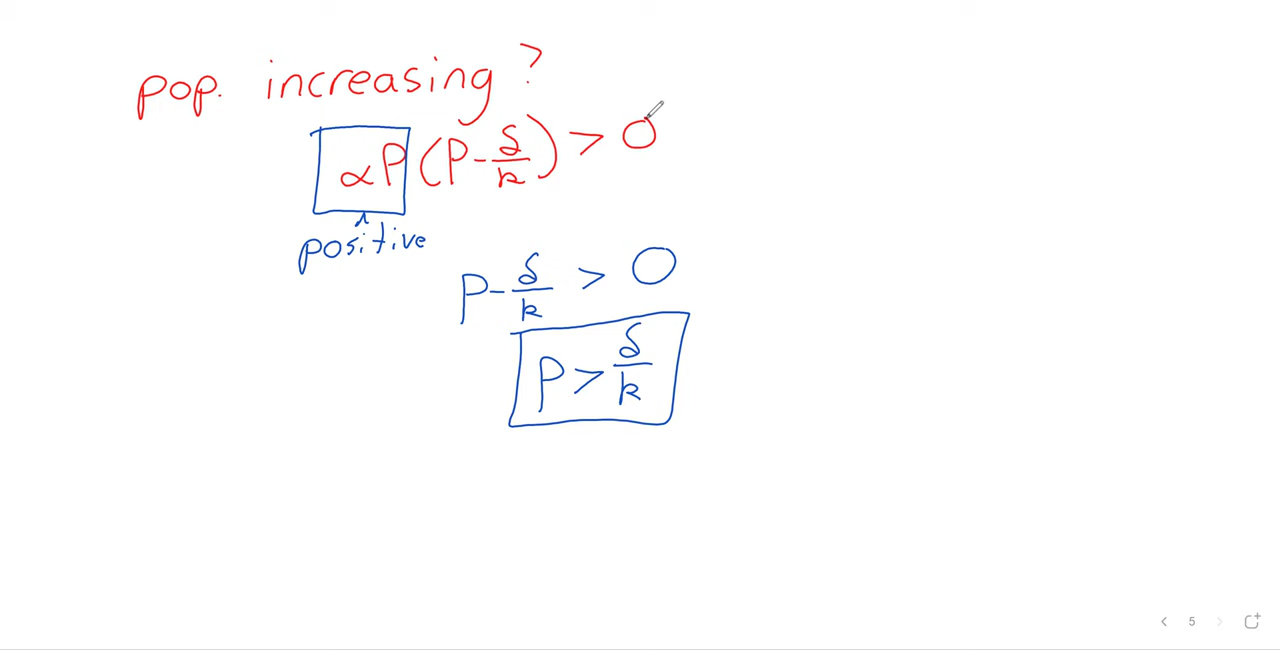 pop. increasing?
αP(P-δ/k) > 0
positive
P-δ/k > 0
P > δ/k
5